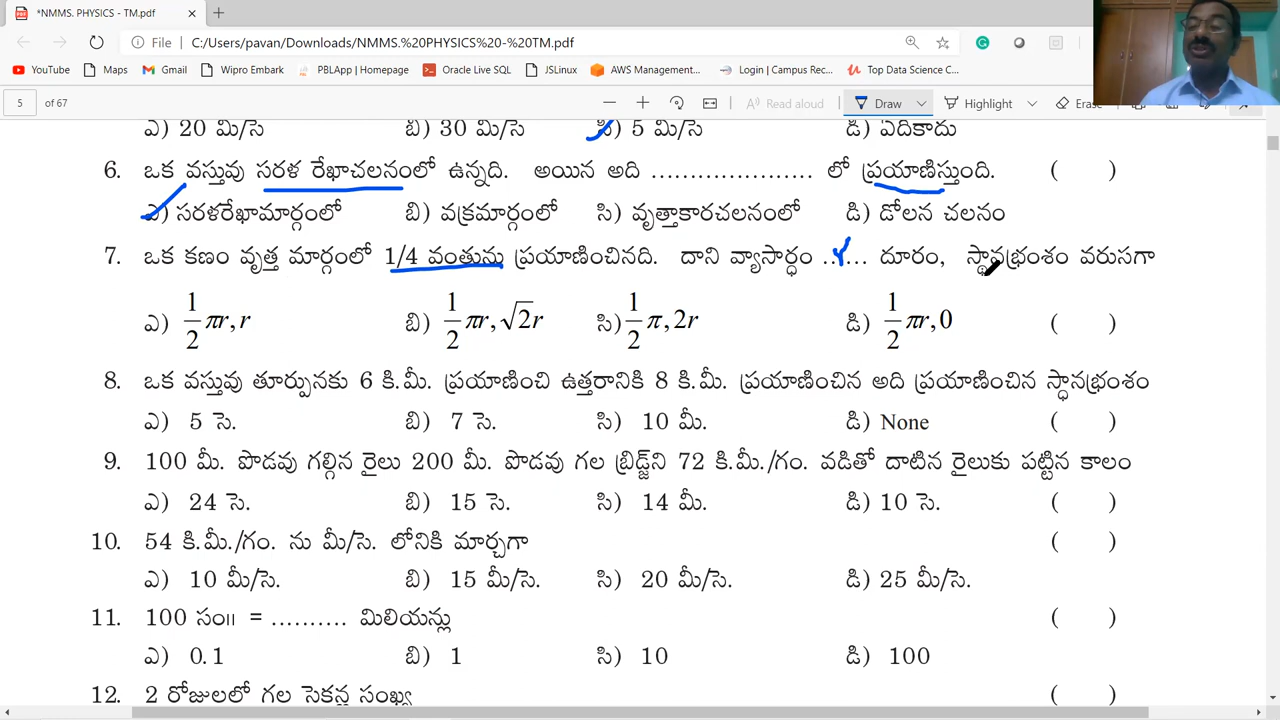 *NMMS. PHYSICS - TM.pdf
File C:/Users/pavan/Downloads/NMMS.%20PHYSICS%20-%20TM.pdf
YouTube Maps Gmail Wipro Embark PBLApp | Homepage Oracle Live SQL JSLinux AWS Management... Login | Campus Rec... Top Data Science C...
5 of 67 Read aloud Draw Highlight Erase
ఎ) 20 మి/సె బి) 30 మి/సె సి) 5 మి/సె డి) ఏదికాదు
6. ఒక వస్తువు సరళ రేఖాచలనంలో ఉన్నది. అయిన అది ..................... లో ప్రయాణిస్తుంది. ( )
ఎ) సరళరేఖామార్గంలో బి) వక్రమార్గంలో సి) వృత్తాకారచలనంలో డి) డోలన చలనం
7. ఒక కణం వృత్త మార్గంలో 1/4 వంతును ప్రయాణించినది. దాని వ్యాసార్ధం ...r... దూరం, స్థానభ్రంశం వరుసగా
ఎ) 1/2 πr, r బి) 1/2 πr, √2r సి) 1/2 π, 2r డి) 1/2 πr, 0 ( )
8. ఒక వస్తువు తూర్పునకు 6 కి.మీ. ప్రయాణించి ఉత్తరానికి 8 కి.మీ. ప్రయాణించిన అది ప్రయాణించిన స్థానభ్రంశం
ఎ) 5 సె. బి) 7 సె. సి) 10 మీ. డి) None ( )
9. 100 మీ. పొడవు గల్గిన రైలు 200 మీ. పొడవు గల బ్రిడ్జ్‌ని 72 కి.మీ./గం. వడితో దాటిన రైలుకు పట్టిన కాలం
ఎ) 24 సె. బి) 15 సె. సి) 14 మీ. డి) 10 సె. ( )
10. 54 కి.మీ./గం. ను మీ/సె. లోనికి మార్చగా ( )
ఎ) 10 మీ/సె. బి) 15 మీ/సె. సి) 20 మీ/సె. డి) 25 మీ/సె.
11. 100 సం॥ = .......... మిలియన్లు ( )
ఎ) 0.1 బి) 1 సి) 10 డి) 100
12. 2 రోజులలో గల సెకన్ల సంఖ్య ( )